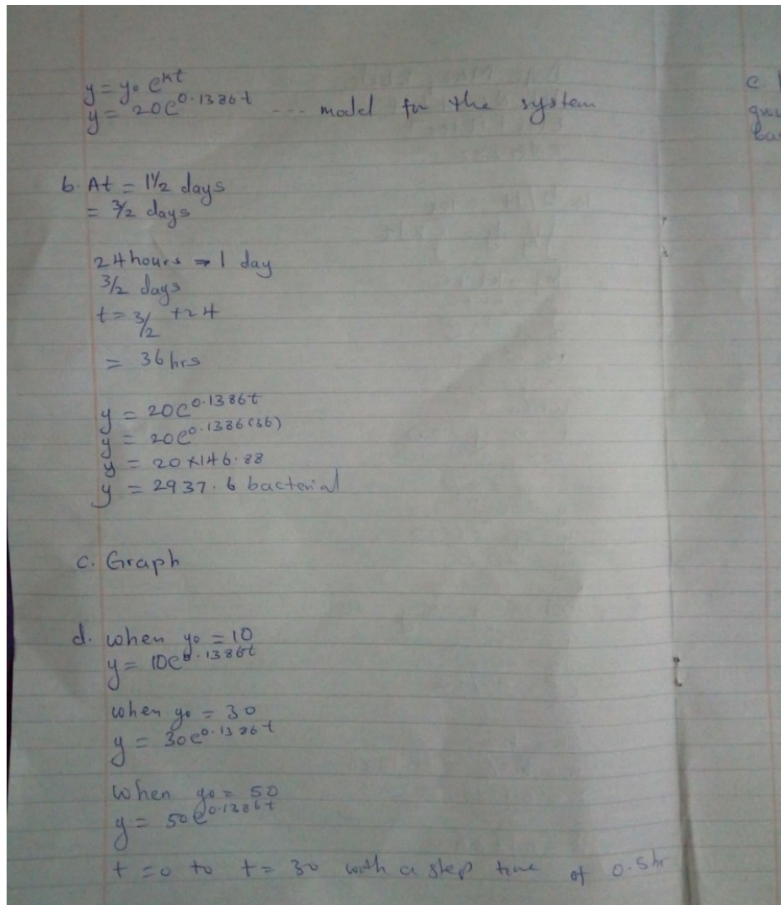 y = y₀ e^kt
y = 20e^0.1386t --- model for the system
b. At = 1 1/2 days
= 3/2 days
24 hours → 1 day
3/2 days
t = 3/2 + 24
= 36 hrs
y = 20e^0.1386t
y = 20e^0.1386(36)
y = 20 × 146.88
y = 2937.6 bacterial
c. Graph
d. when y₀ = 10
y = 10e^0.1386t
when y₀ = 30
y = 30e^0.1386t
when y₀ = 50
y = 50e^0.1386t
t = 0 to t = 30 with a step time of 0.5hr
c